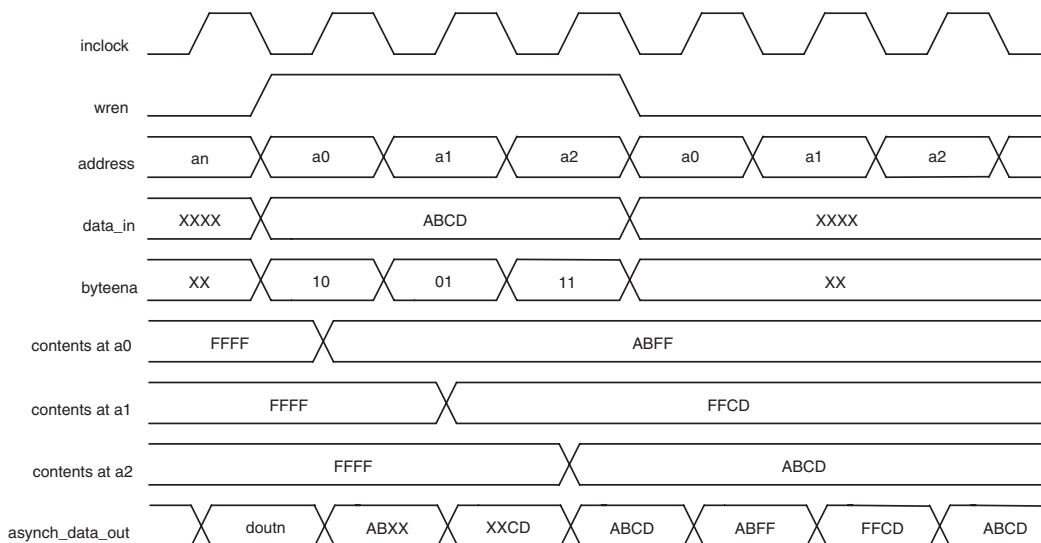 inclock
wren
address an a0 a1 a2 a0 a1 a2
data_in XXXX ABCD XXXX
byteena XX 10 01 11 XX
contents at a0 FFFF ABFF
contents at a1 FFFF FFCD
contents at a2 FFFF ABCD
asynch_data_out doutn ABXX XXCD ABCD ABFF FFCD ABCD